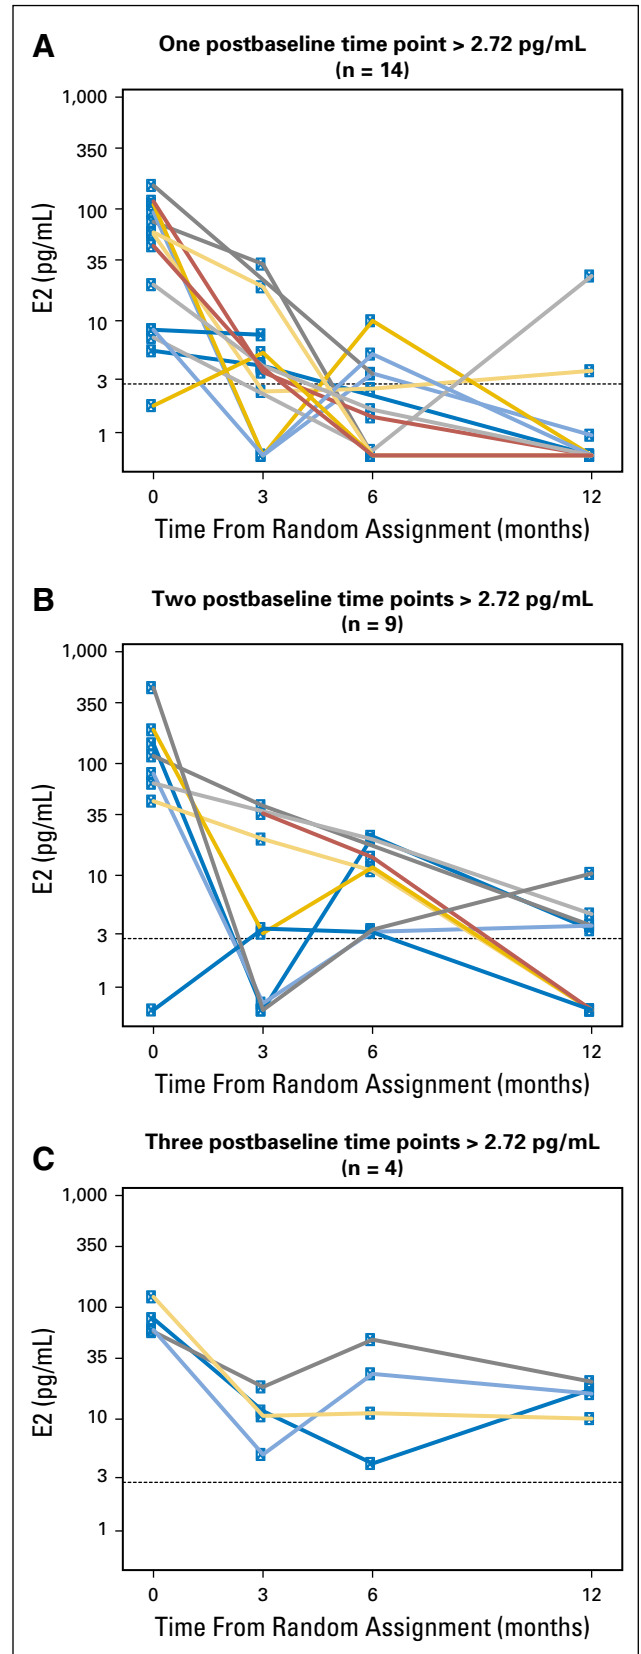 A
One postbaseline time point > 2.72 pg/mL
(n = 14)
1,000
350
100
35
10
3
1
E2 (pg/mL)
0 3 6 12
Time From Random Assignment (months)
B
Two postbaseline time points > 2.72 pg/mL
(n = 9)
1,000
350
100
35
10
3
1
E2 (pg/mL)
0 3 6 12
Time From Random Assignment (months)
C
Three postbaseline time points > 2.72 pg/mL
(n = 4)
1,000
350
100
35
10
3
1
E2 (pg/mL)
0 3 6 12
Time From Random Assignment (months)